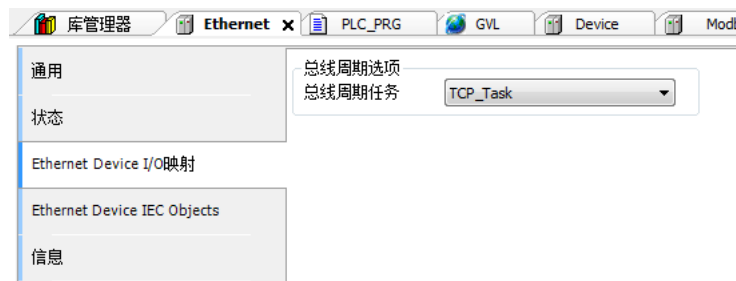 库管理器 Ethernet x PLC_PRG GVL Device Modb
通用
总线周期选项
总线周期任务 TCP_Task
状态
Ethernet Device I/O映射
Ethernet Device IEC Objects
信息